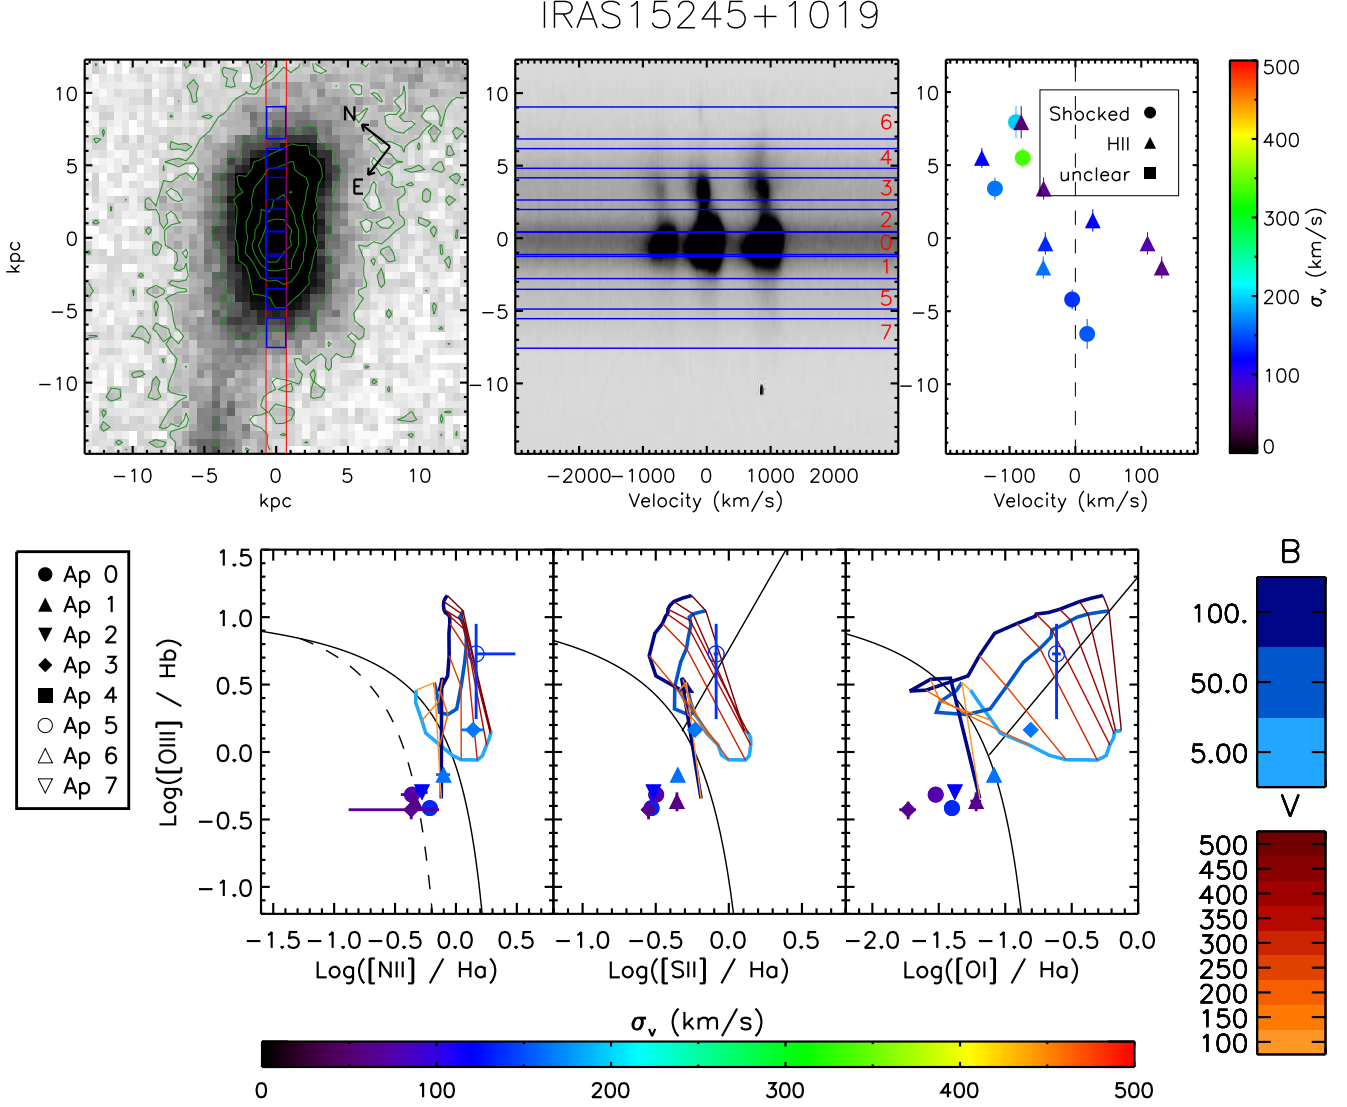 IRAS15245+1019
10
5
0
−5
−10
kpc
−10 −5 0 5 10
kpc
N
E
10
5
0
−5
−10
6
4
3
2
0
1
5
7
−2000 −1000 0 1000 2000
Velocity (km/s)
10
5
0
−5
−10
Shocked
HII
unclear
−100 0 100
Velocity (km/s)
500
400
300
200
100
0
σv (km/s)
Ap 0
Ap 1
Ap 2
Ap 3
Ap 4
Ap 5
Ap 6
Ap 7
1.5
1.0
0.5
0.0
−0.5
−1.0
Log([OIII] / Hb)
−1.5 −1.0 −0.5 0.0 0.5
Log([NII] / Ha)
−1.0 −0.5 0.0 0.5
Log([SII] / Ha)
−2.0 −1.5 −1.0 −0.5 0.0
Log([OI] / Ha)
B
100.
50.0
5.00
V
500
450
400
350
300
250
200
150
100
σv (km/s)
0 100 200 300 400 500